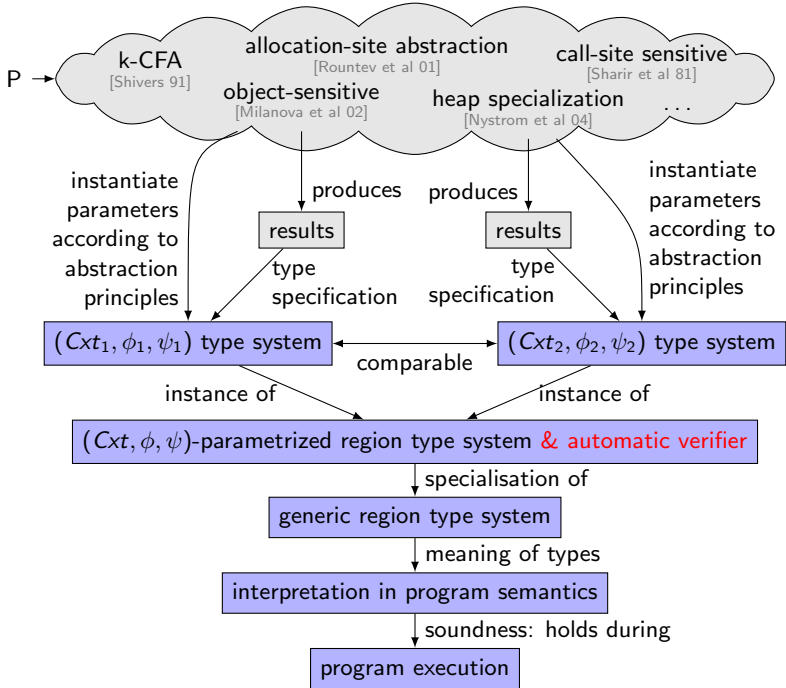 P
k-CFA
[Shivers 91]
allocation-site abstraction
[Rountev et al 01]
call-site sensitive
[Sharir et al 81]
object-sensitive
[Milanova et al 02]
heap specialization
[Nystrom et al 04]
...
instantiate
parameters
according to
abstraction
principles
produces
results
type
specification
produces
results
type
specification
instantiate
parameters
according to
abstraction
principles
(Cxt₁, ϕ₁, ψ₁) type system
comparable
(Cxt₂, ϕ₂, ψ₂) type system
instance of
instance of
(Cxt, ϕ, ψ)-parametrized region type system & automatic verifier
specialisation of
generic region type system
meaning of types
interpretation in program semantics
soundness: holds during
program execution